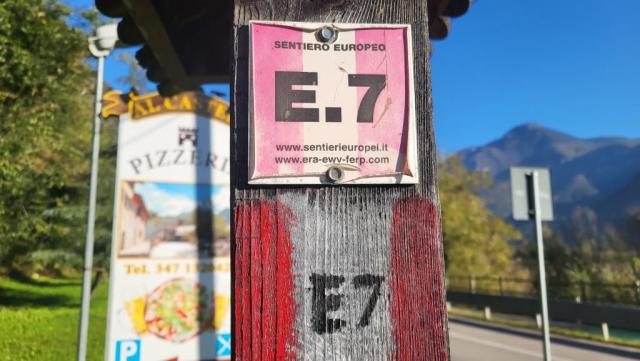 SENTIERO EUROPEO
E.7
www.sentierieuropei.it
www.era-ewv-ferp.com
E7
PIZZERI
P